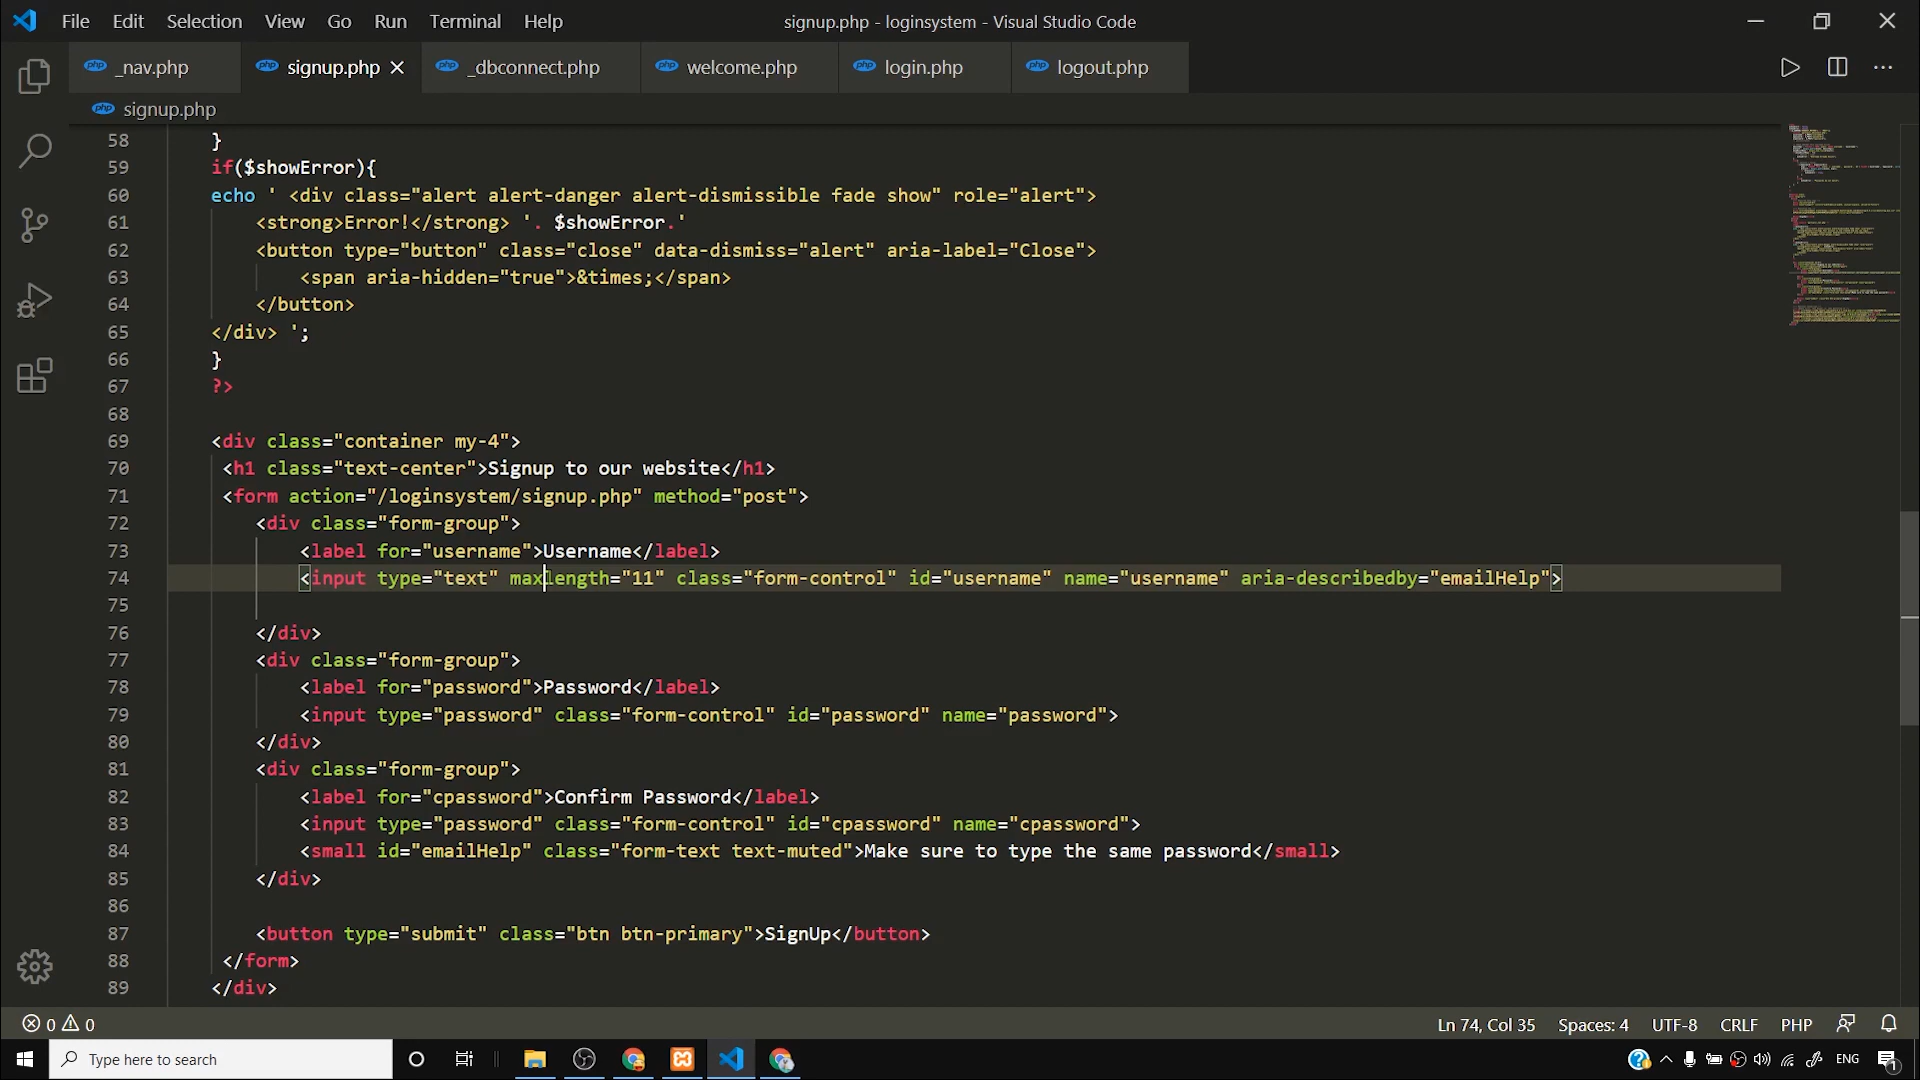 File Edit Selection View Go Run Terminal Help
signup.php - loginsystem - Visual Studio Code
_nav.php
signup.php
_dbconnect.php
welcome.php
login.php
logout.php
signup.php
58 }
59 if($showError){
60 echo ' <div class="alert alert-danger alert-dismissible fade show" role="alert">
61 <strong>Error!</strong> '. $showError.'
62 <button type="button" class="close" data-dismiss="alert" aria-label="Close">
63 <span aria-hidden="true">&times;</span>
64 </button>
65 </div> ';
66 }
67 ?>
68
69 <div class="container my-4">
70 <h1 class="text-center">Signup to our website</h1>
71 <form action="/loginsystem/signup.php" method="post">
72 <div class="form-group">
73 <label for="username">Username</label>
74 <input type="text" maxlength="11" class="form-control" id="username" name="username" aria-describedby="emailHelp">
75
76 </div>
77 <div class="form-group">
78 <label for="password">Password</label>
79 <input type="password" class="form-control" id="password" name="password">
80 </div>
81 <div class="form-group">
82 <label for="cpassword">Confirm Password</label>
83 <input type="password" class="form-control" id="cpassword" name="cpassword">
84 <small id="emailHelp" class="form-text text-muted">Make sure to type the same password</small>
85 </div>
86
87 <button type="submit" class="btn btn-primary">SignUp</button>
88 </form>
89 </div>
0 0
Ln 74, Col 35 Spaces: 4 UTF-8 CRLF PHP
Type here to search
ENG
1